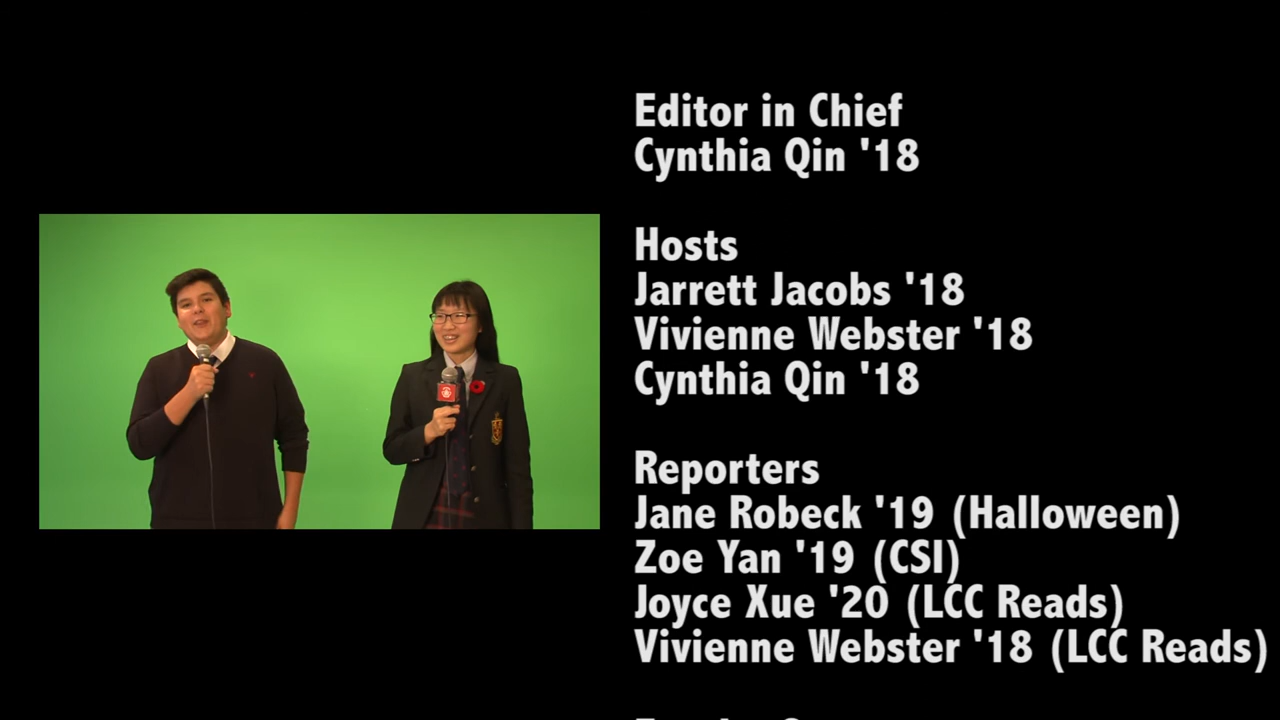 Editor in Chief
Cynthia Qin '18
Hosts
Jarrett Jacobs '18
Vivienne Webster '18
Cynthia Qin '18
Reporters
Jane Robeck '19 (Halloween)
Zoe Yan '19 (CSI)
Joyce Xue '20 (LCC Reads)
Vivienne Webster '18 (LCC Reads)